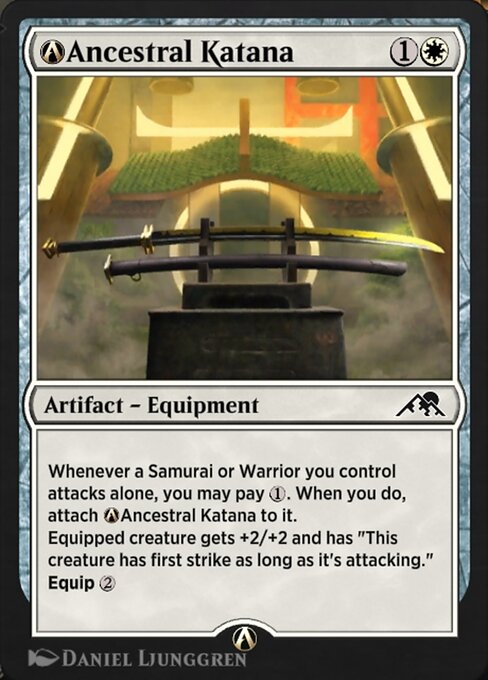 Ancestral Katana 1
Artifact – Equipment
Whenever a Samurai or Warrior you control
attacks alone, you may pay 1. When you do,
attach Ancestral Katana to it.
Equipped creature gets +2/+2 and has "This
creature has first strike as long as it's attacking."
Equip 2
Daniel Ljunggren